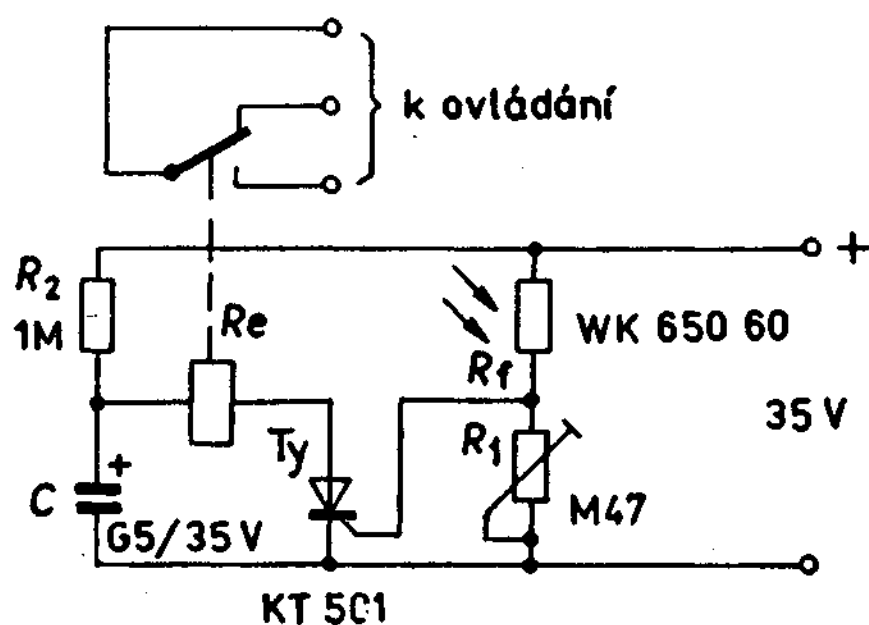 k ovládání
+
R2
1M
Re
WK 650 60
Rf
35 V
R1
Ty
+
C
M47
G5/35 V
KT 501